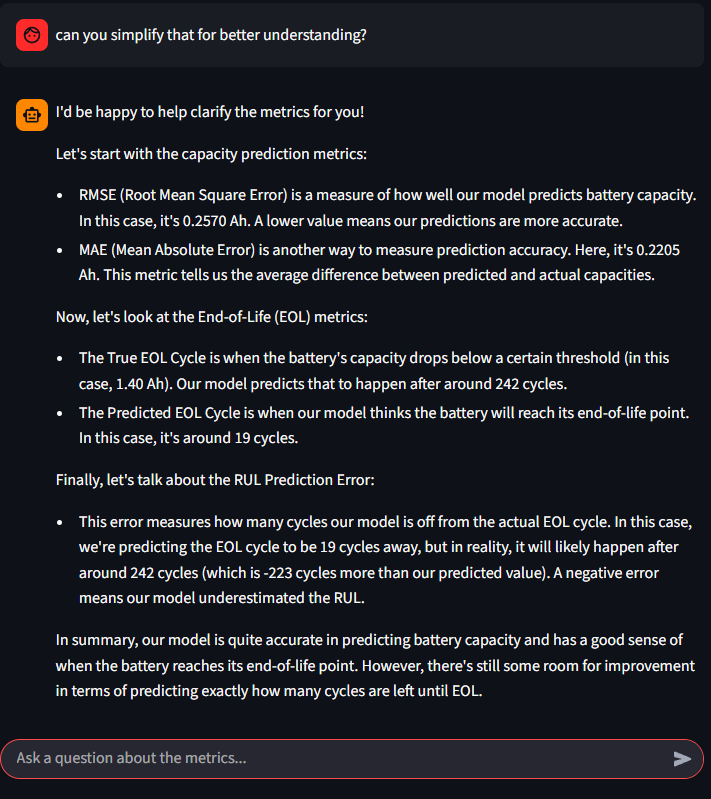 can you simplify that for better understanding?
I'd be happy to help clarify the metrics for you!
Let's start with the capacity prediction metrics:
• RMSE (Root Mean Square Error) is a measure of how well our model predicts battery capacity.
In this case, it's 0.2570 Ah. A lower value means our predictions are more accurate.
• MAE (Mean Absolute Error) is another way to measure prediction accuracy. Here, it's 0.2205
Ah. This metric tells us the average difference between predicted and actual capacities.
Now, let's look at the End-of-Life (EOL) metrics:
• The True EOL Cycle is when the battery's capacity drops below a certain threshold (in this
case, 1.40 Ah). Our model predicts that to happen after around 242 cycles.
• The Predicted EOL Cycle is when our model thinks the battery will reach its end-of-life point.
In this case, it's around 19 cycles.
Finally, let's talk about the RUL Prediction Error:
• This error measures how many cycles our model is off from the actual EOL cycle. In this case,
we're predicting the EOL cycle to be 19 cycles away, but in reality, it will likely happen after
around 242 cycles (which is -223 cycles more than our predicted value). A negative error
means our model underestimated the RUL.
In summary, our model is quite accurate in predicting battery capacity and has a good sense of
when the battery reaches its end-of-life point. However, there's still some room for improvement
in terms of predicting exactly how many cycles are left until EOL.
Ask a question about the metrics...